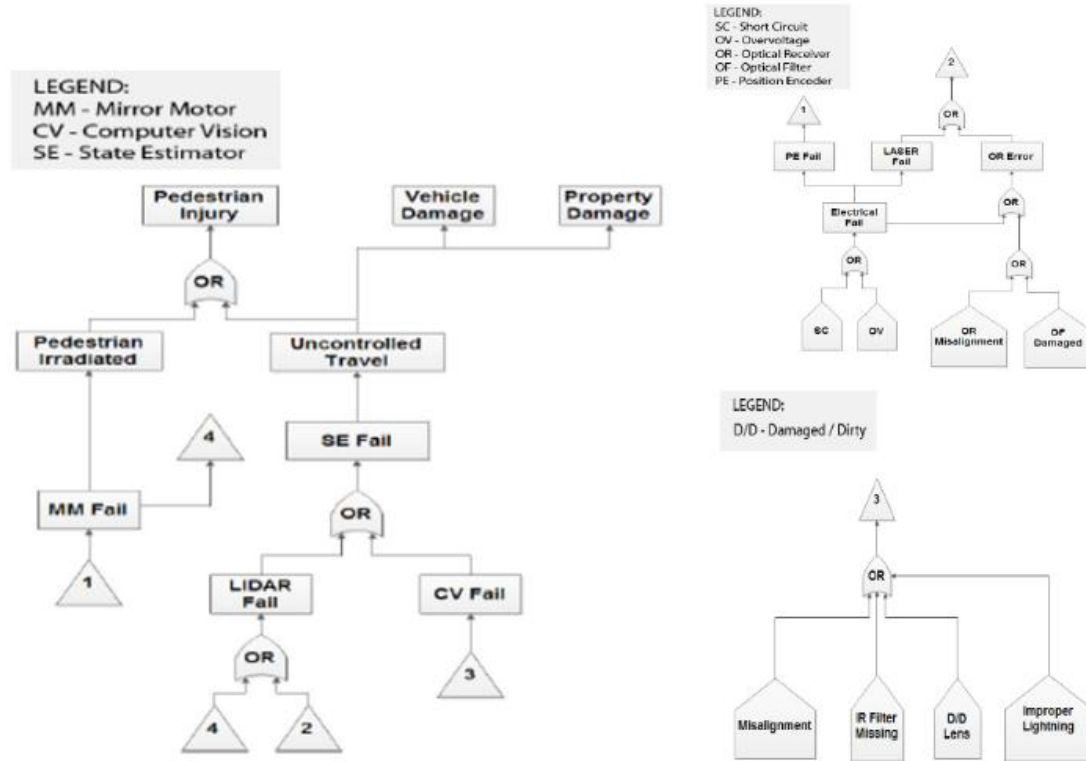 LEGEND:
MM - Mirror Motor
CV - Computer Vision
SE - State Estimator
Pedestrian
Injury
Vehicle
Damage
Property
Damage
OR
Pedestrian
Irradiated
Uncontrolled
Travel
4
SE Fail
MM Fail
OR
1
LIDAR
Fail
CV Fail
OR
3
4
2
LEGEND:
SC - Short Circuit
OV - Overvoltage
OR - Optical Receiver
OF - Optical Filter
PE - Position Encoder
2
1
OR
PE Fail
LASER
Fail
OR Error
OR
Electrical
Fail
OR
OR
SC
OV
OR
Misalignment
OF
Damaged
LEGEND:
D/D - Damaged / Dirty
3
OR
Misalignment
IR Filter
Missing
D/D
Lens
Improper
Lightning